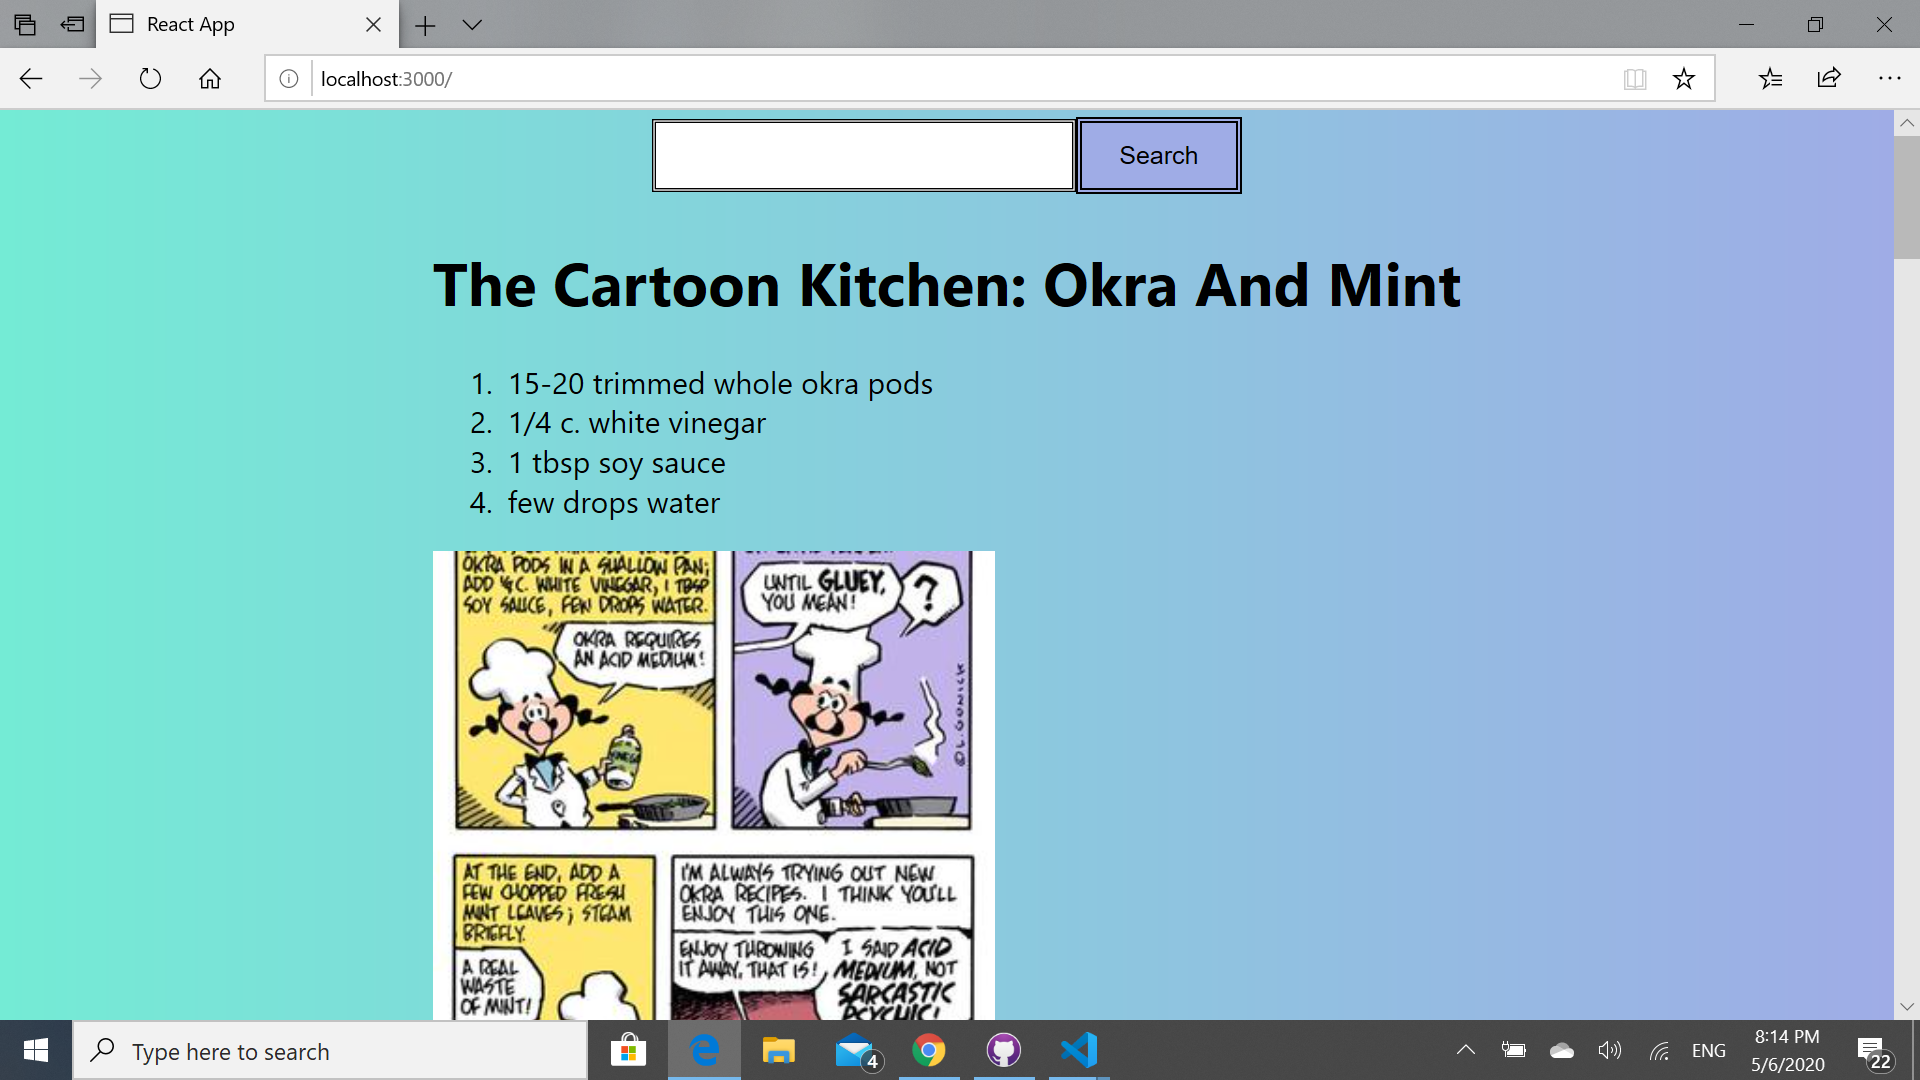 React App
localhost:3000/
Search
The Cartoon Kitchen: Okra And Mint
1. 15-20 trimmed whole okra pods
2. 1/4 c. white vinegar
3. 1 tbsp soy sauce
4. few drops water
OKRA PODS IN A SHALLOW PAN;
ADD ¼ C. WHITE VINEGAR, 1 TBSP
SOY SAUCE, FEW DROPS WATER.
OKRA REQUIRES
AN ACID MEDIUM!
VINEGAR
UNTIL GLUEY,
YOU MEAN!
?
©L.GONICK
AT THE END, ADD A
FEW CHOPPED FRESH
MINT LEAVES; STEAM
BRIEFLY.
A REAL
WASTE
OF MINT!
I'M ALWAYS TRYING OUT NEW
OKRA RECIPES. I THINK YOU'LL
ENJOY THIS ONE.
ENJOY THROWING
IT AWAY, THAT IS!
I SAID ACID
MEDIUM, NOT
SARCASTIC
PSYCHIC!
Type here to search
4
ENG
8:14 PM
5/6/2020
22